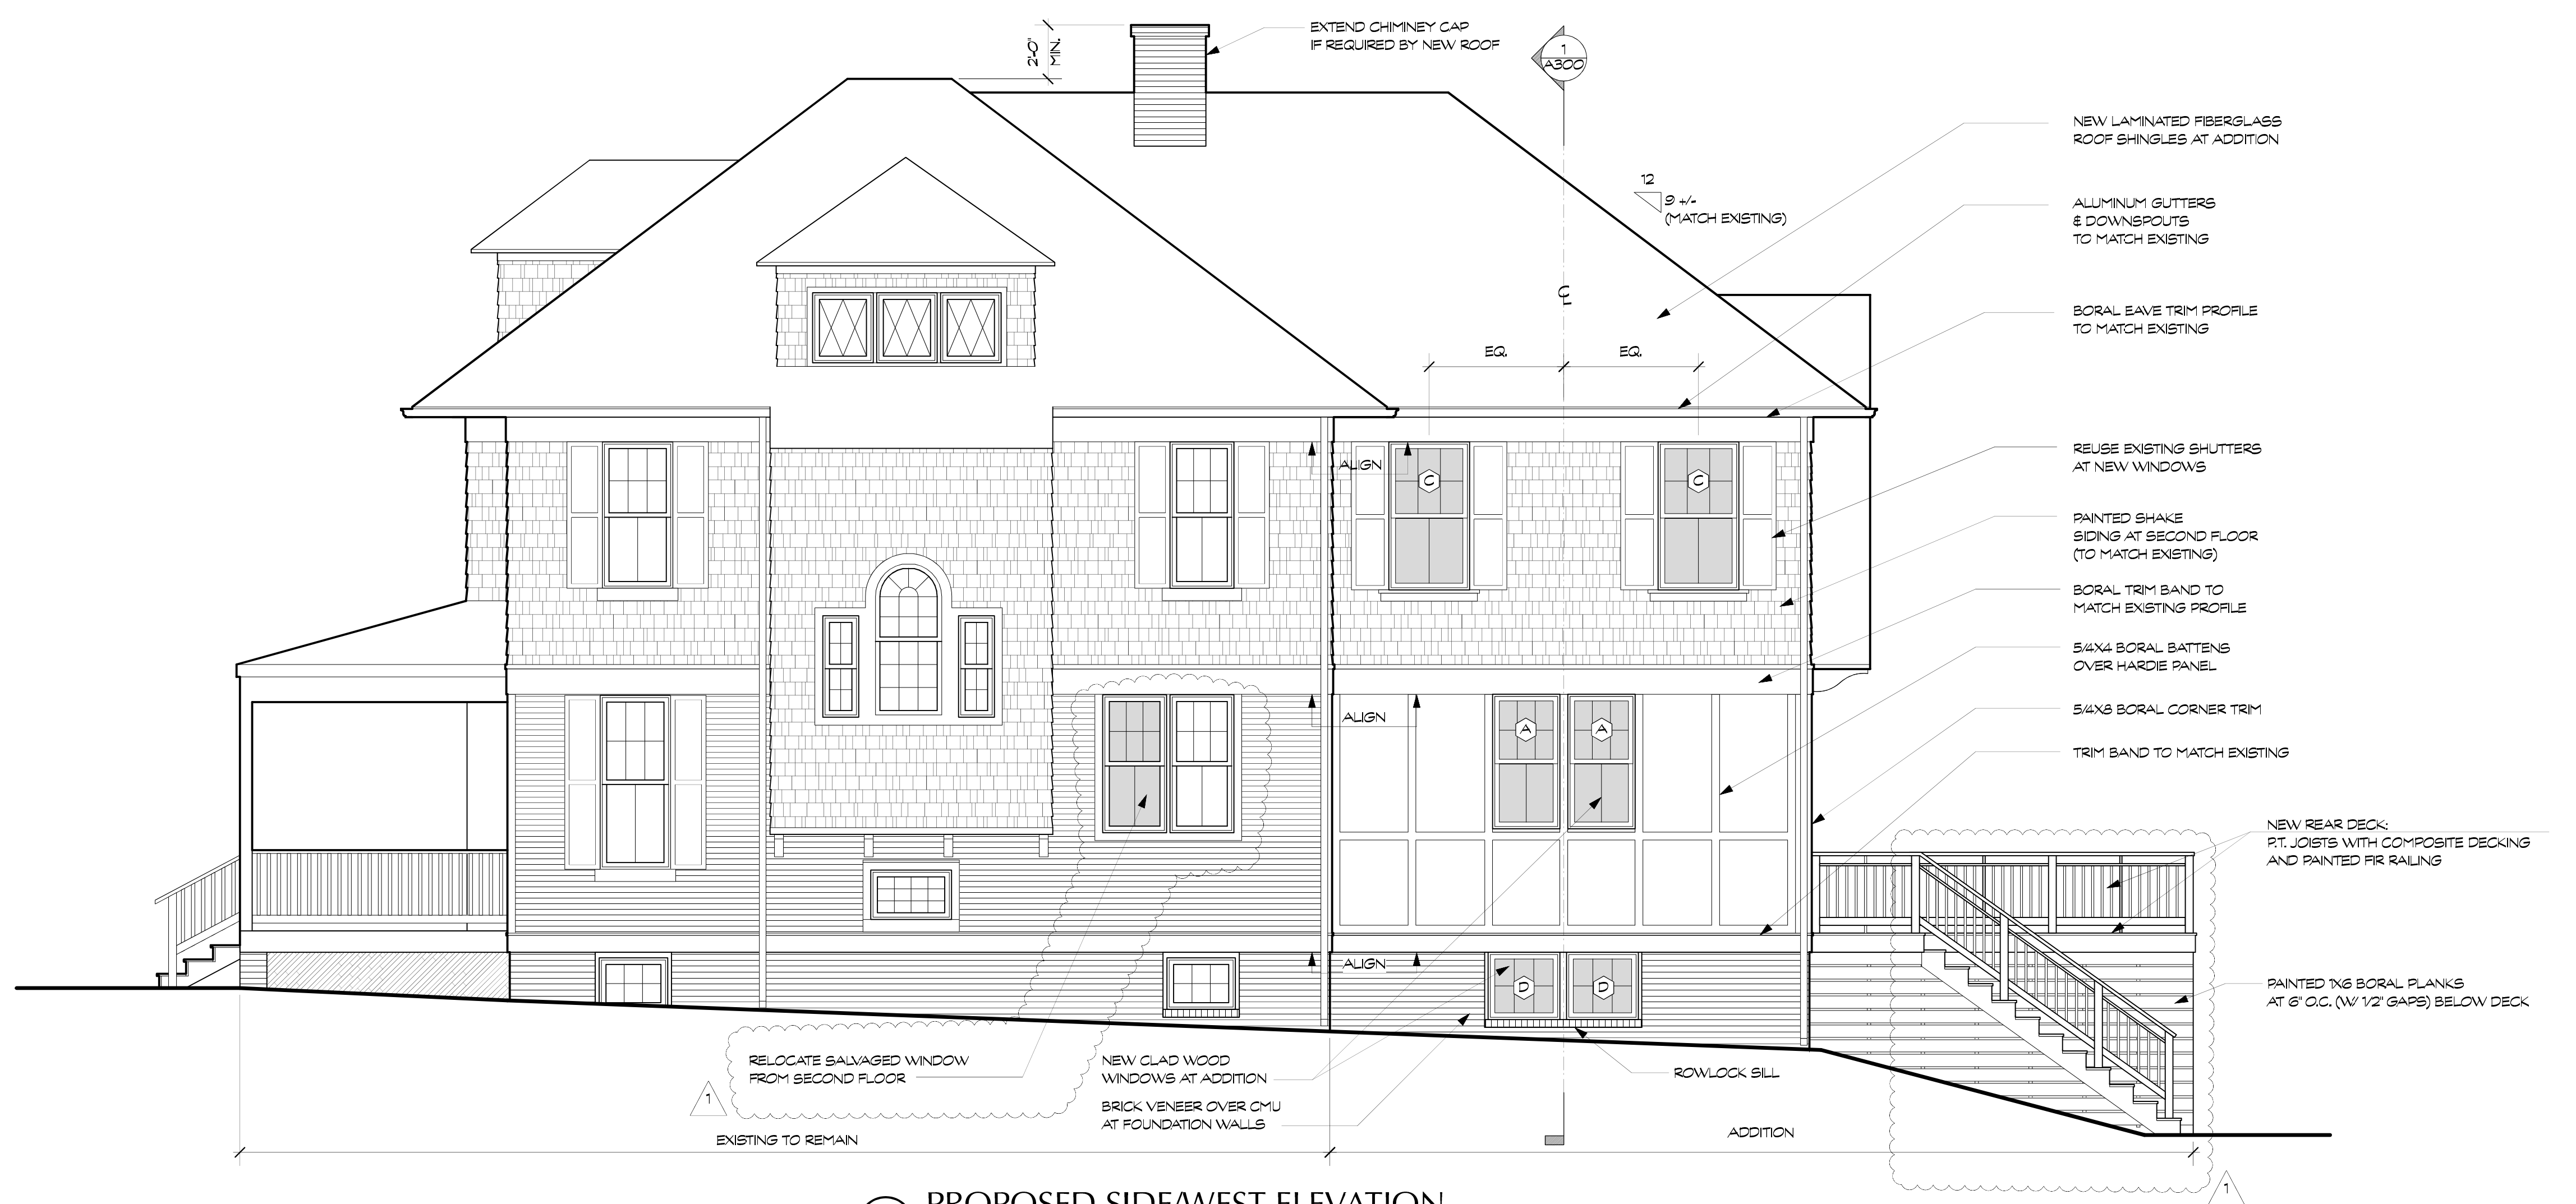 2'-0"
MIN.
EXTEND CHIMINEY CAP
IF REQUIRED BY NEW ROOF
1
A300
NEW LAMINATED FIBERGLASS
ROOF SHINGLES AT ADDITION
12
9 +/-
(MATCH EXISTING)
ALUMINUM GUTTERS
& DOWNSPOUTS
TO MATCH EXISTING
CL
BORAL EAVE TRIM PROFILE
TO MATCH EXISTING
EQ.
EQ.
ALIGN
C
C
REUSE EXISTING SHUTTERS
AT NEW WINDOWS
PAINTED SHAKE
SIDING AT SECOND FLOOR
(TO MATCH EXISTING)
BORAL TRIM BAND TO
MATCH EXISTING PROFILE
5/4X4 BORAL BATTENS
OVER HARDIE PANEL
ALIGN
A
A
5/4X8 BORAL CORNER TRIM
TRIM BAND TO MATCH EXISTING
NEW REAR DECK:
P.T. JOISTS WITH COMPOSITE DECKING
AND PAINTED FIR RAILING
ALIGN
D
D
PAINTED 1X6 BORAL PLANKS
AT 6" O.C. (W/ 1/2" GAPS) BELOW DECK
RELOCATE SALVAGED WINDOW
FROM SECOND FLOOR
1
NEW CLAD WOOD
WINDOWS AT ADDITION
ROWLOCK SILL
BRICK VENEER OVER CMU
AT FOUNDATION WALLS
EXISTING TO REMAIN
ADDITION
1
PROPOSED SIDE/WEST ELEVATION